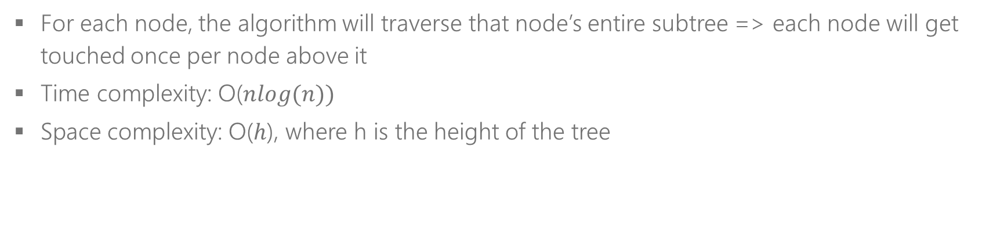 ▪ For each node, the algorithm will traverse that node’s entire subtree => each node will get
touched once per node above it
▪ Time complexity: O(nlog(n))
▪ Space complexity: O(h), where h is the height of the tree